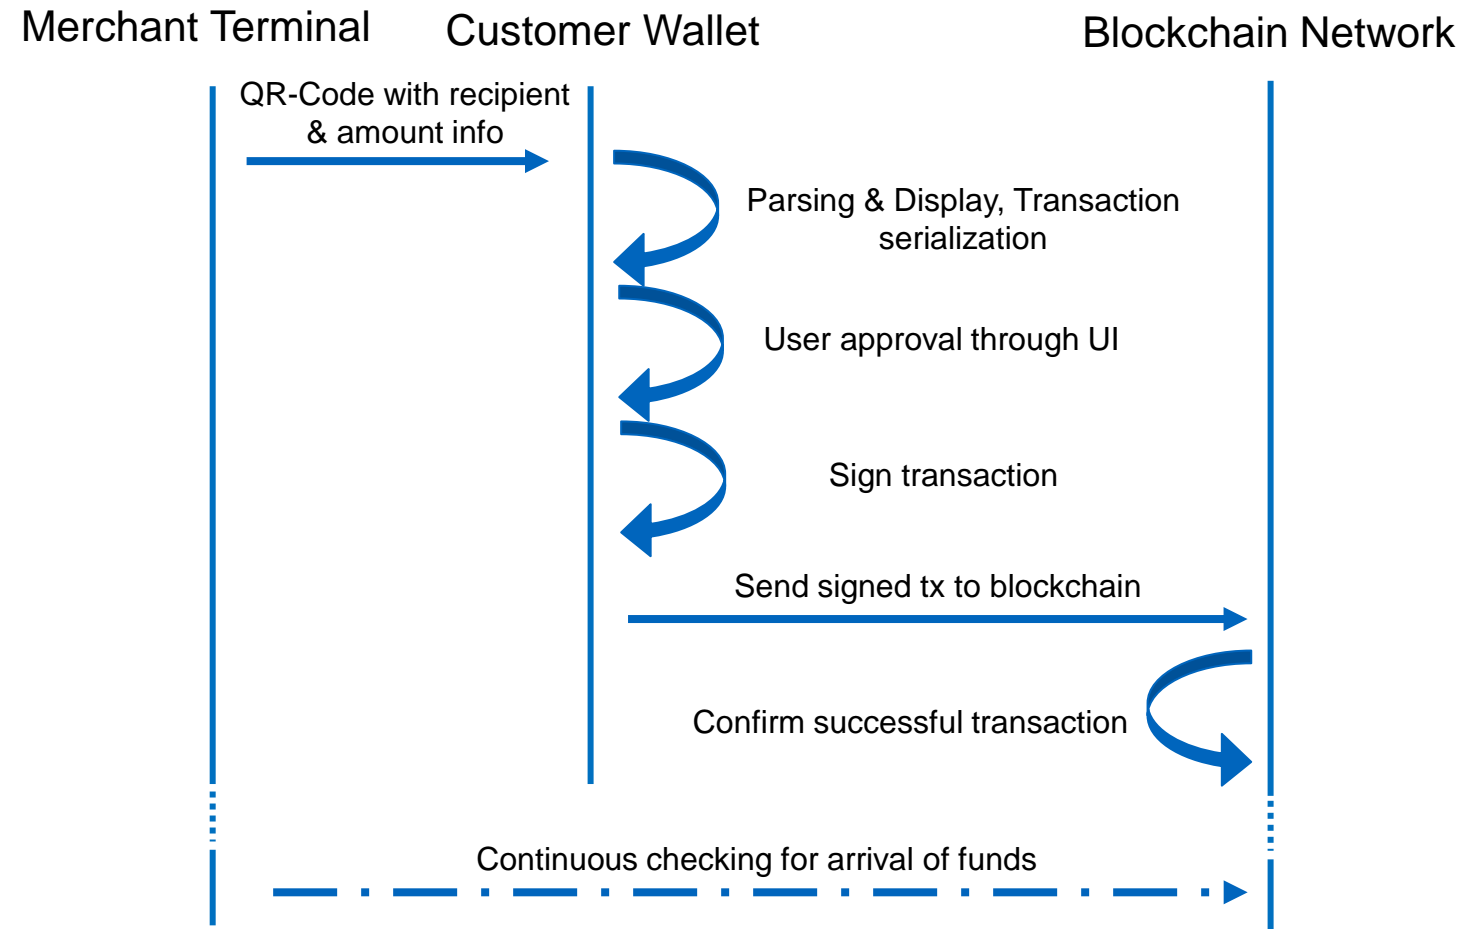 Merchant Terminal
Customer Wallet
Blockchain Network
QR-Code with recipient
& amount info
Parsing & Display, Transaction
serialization
User approval through UI
Sign transaction
Send signed tx to blockchain
Confirm successful transaction
Continuous checking for arrival of funds